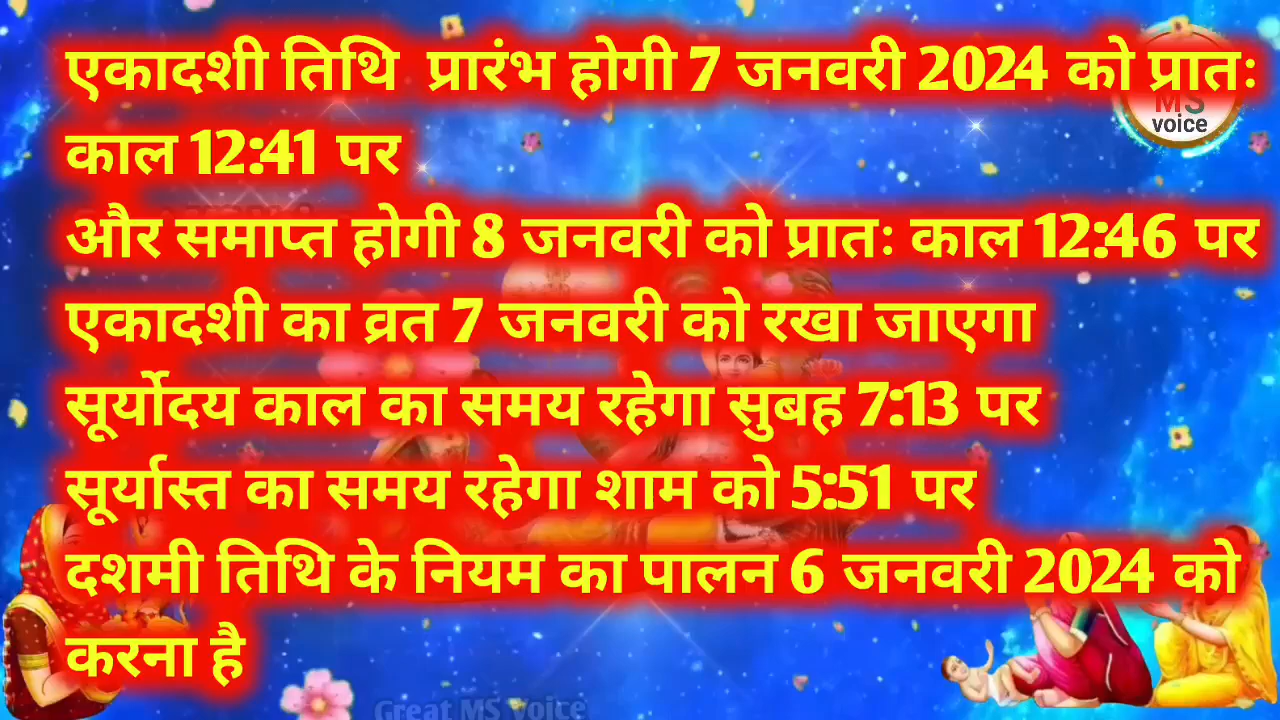 एकादशी तिथि प्रारंभ होगी 7 जनवरी 2024 को प्रातः
काल 12:41 पर
और समाप्त होगी 8 जनवरी को प्रातः काल 12:46 पर
एकादशी का व्रत 7 जनवरी को रखा जाएगा
सूर्योदय काल का समय रहेगा सुबह 7:13 पर
सूर्यास्त का समय रहेगा शाम को 5:51 पर
दशमी तिथि के नियम का पालन 6 जनवरी 2024 को
करना है
MS
voice
Great MS Voice